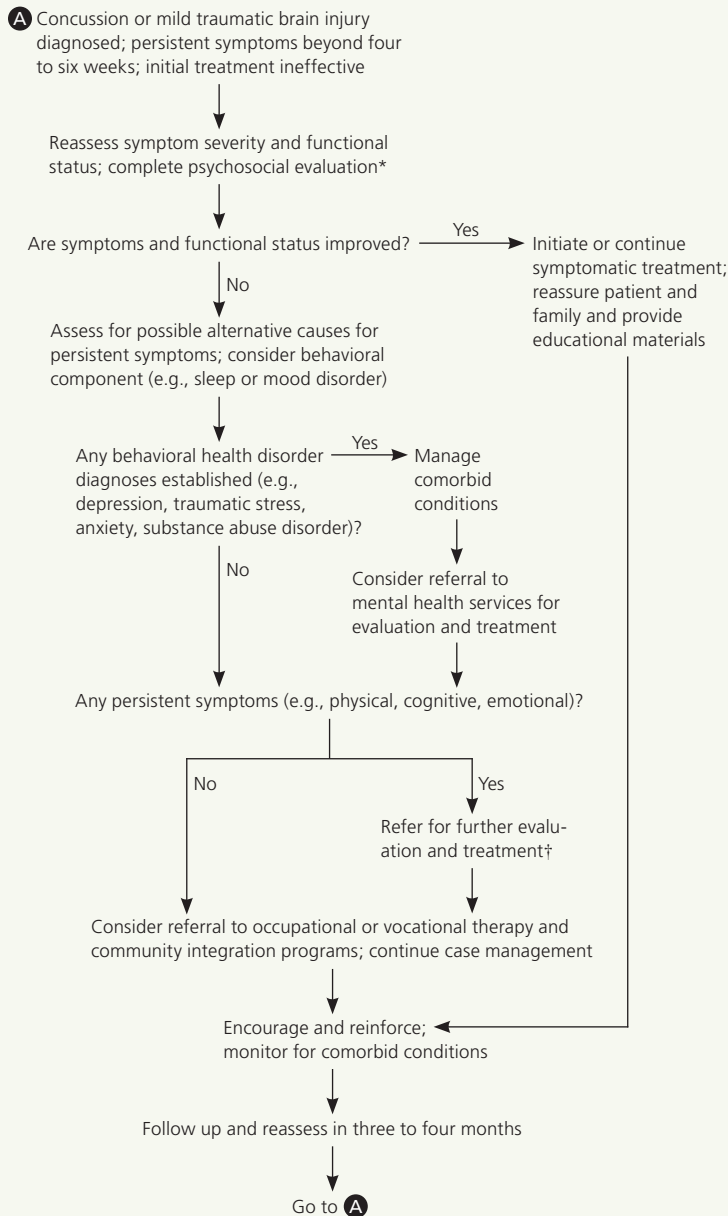 A Concussion or mild traumatic brain injury
diagnosed; persistent symptoms beyond four
to six weeks; initial treatment ineffective
Reassess symptom severity and functional
status; complete psychosocial evaluation*
Are symptoms and functional status improved?
Yes
Initiate or continue
symptomatic treatment;
reassure patient and
family and provide
educational materials
No
Assess for possible alternative causes for
persistent symptoms; consider behavioral
component (e.g., sleep or mood disorder)
Any behavioral health disorder
diagnoses established (e.g.,
depression, traumatic stress,
anxiety, substance abuse disorder)?
Yes
Manage
comorbid
conditions
No
Consider referral to
mental health services for
evaluation and treatment
Any persistent symptoms (e.g., physical, cognitive, emotional)?
No
Yes
Refer for further evalu-
ation and treatment†
Consider referral to occupational or vocational therapy and
community integration programs; continue case management
Encourage and reinforce;
monitor for comorbid conditions
Follow up and reassess in three to four months
Go to A